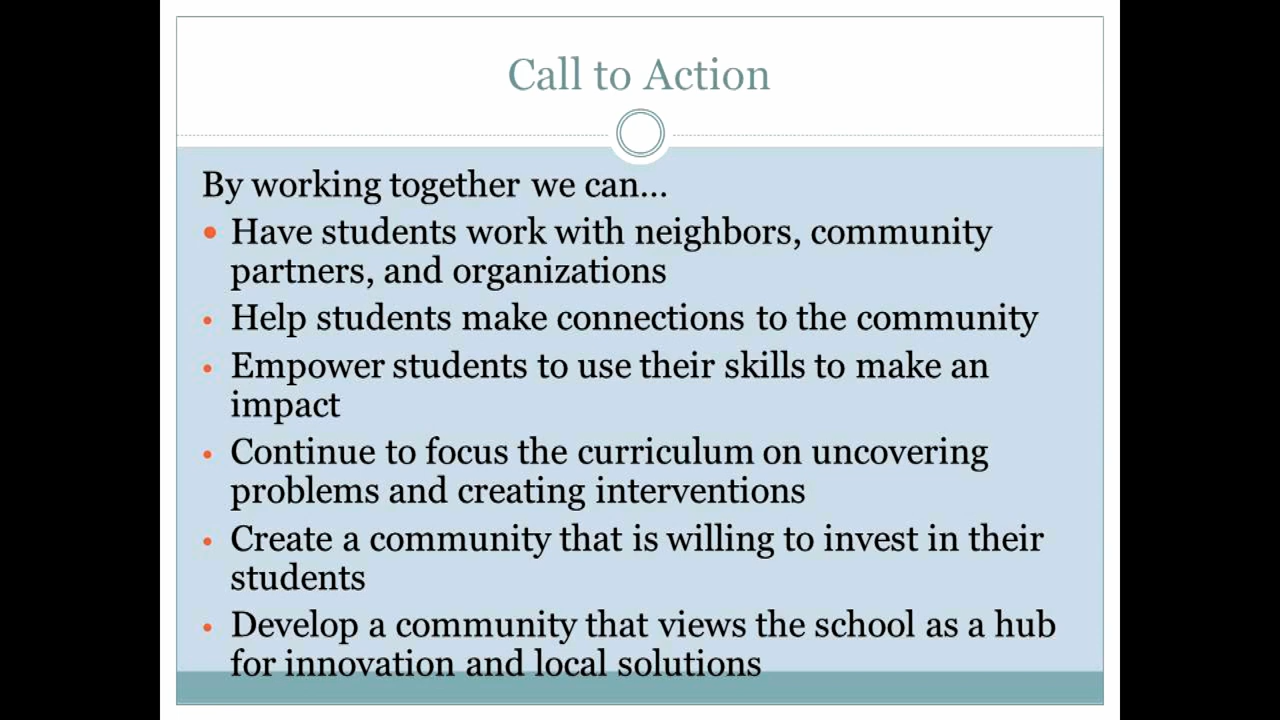 Call to Action
By working together we can...
• Have students work with neighbors, community
partners, and organizations
• Help students make connections to the community
• Empower students to use their skills to make an
impact
• Continue to focus the curriculum on uncovering
problems and creating interventions
• Create a community that is willing to invest in their
students
• Develop a community that views the school as a hub
for innovation and local solutions